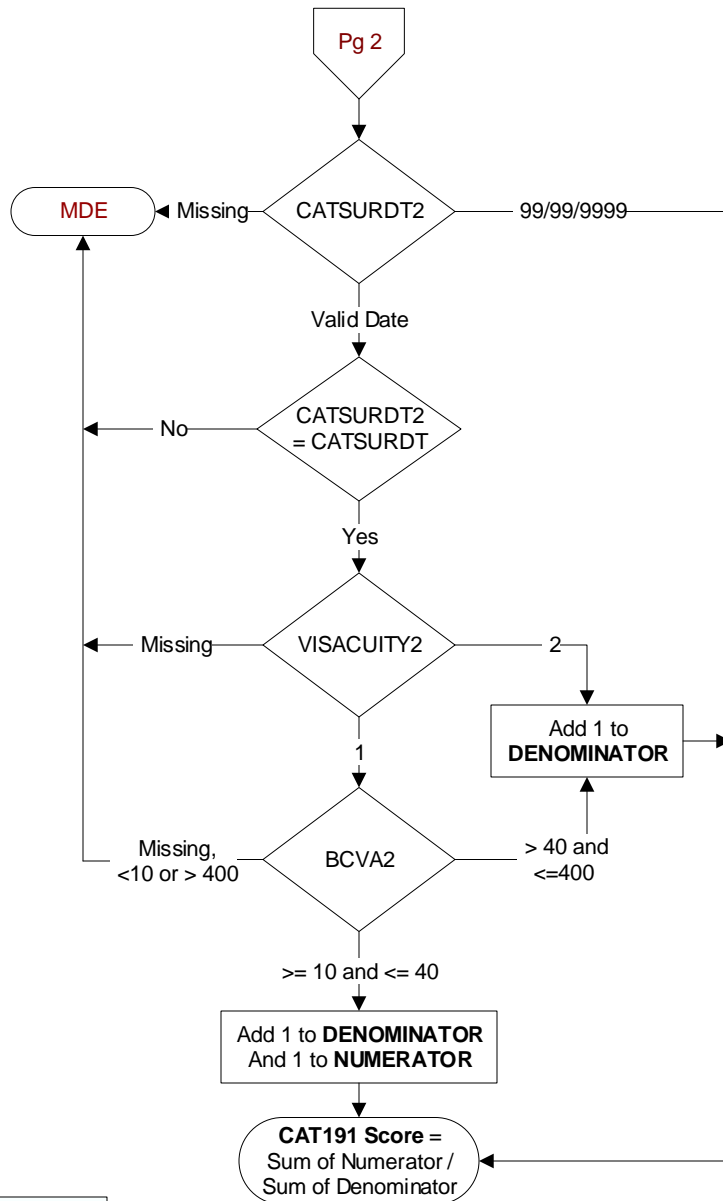 Pg 2
MDE
Missing
CATSURDT2
99/99/9999
Valid Date
No
CATSURDT2
= CATSURDT
Yes
Missing
VISACUITY2
2
Add 1 to
DENOMINATOR
1
Missing,
<10 or > 400
BCVA2
> 40 and
<=400
>= 10 and <= 40
Add 1 to DENOMINATOR
And 1 to NUMERATOR
CAT191 Score =
Sum of Numerator /
Sum of Denominator